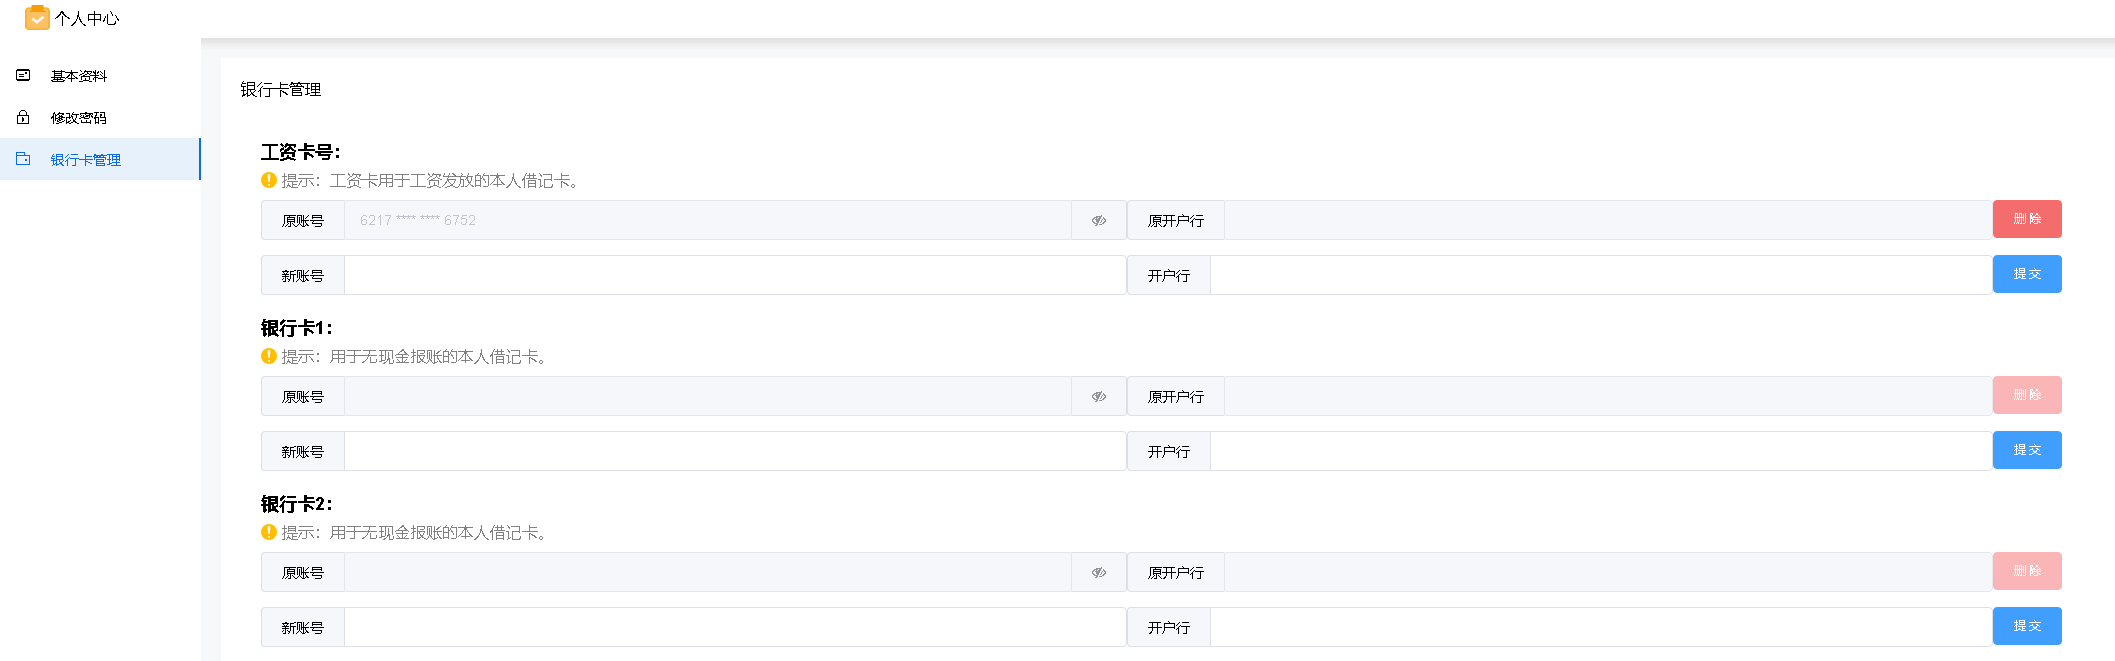 个人中心
基本资料
修改密码
银行卡管理
银行卡管理
工资卡号：
提示：工资卡用于工资发放的本人借记卡。
原账号 6217 **** **** 6752 原开户行 删除
新账号 开户行 提交
银行卡1：
提示：用于无现金报账的本人借记卡。
原账号 原开户行 删除
新账号 开户行 提交
银行卡2：
提示：用于无现金报账的本人借记卡。
原账号 原开户行 删除
新账号 开户行 提交